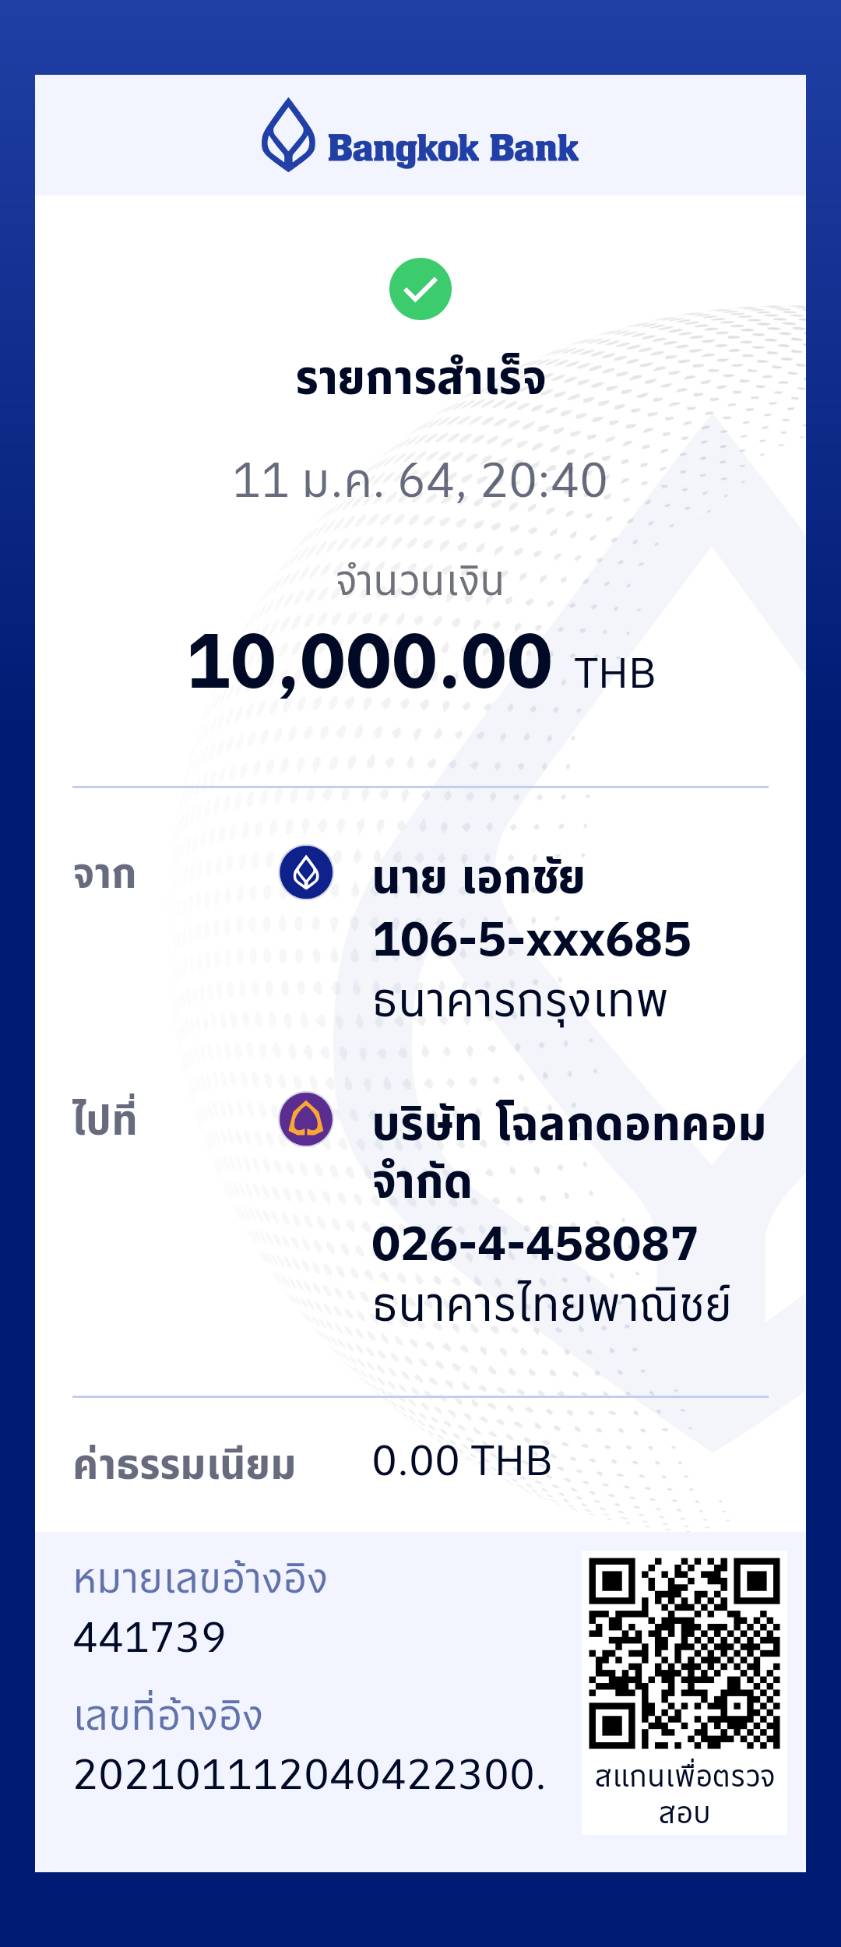 Bangkok Bank
รายการสำเร็จ
11 ม.ค. 64, 20:40
จำนวนเงิน
10,000.00 THB
จาก
นาย เอกชัย
106-5-xxx685
ธนาคารกรุงเทพ
ไปที่
บริษัท โฉลกดอทคอม
จำกัด
026-4-458087
ธนาคารไทยพาณิชย์
ค่าธรรมเนียม 0.00 THB
หมายเลขอ้างอิง
441739
เลขที่อ้างอิง
202101112040422300.
สแกนเพื่อตรวจ
สอบ